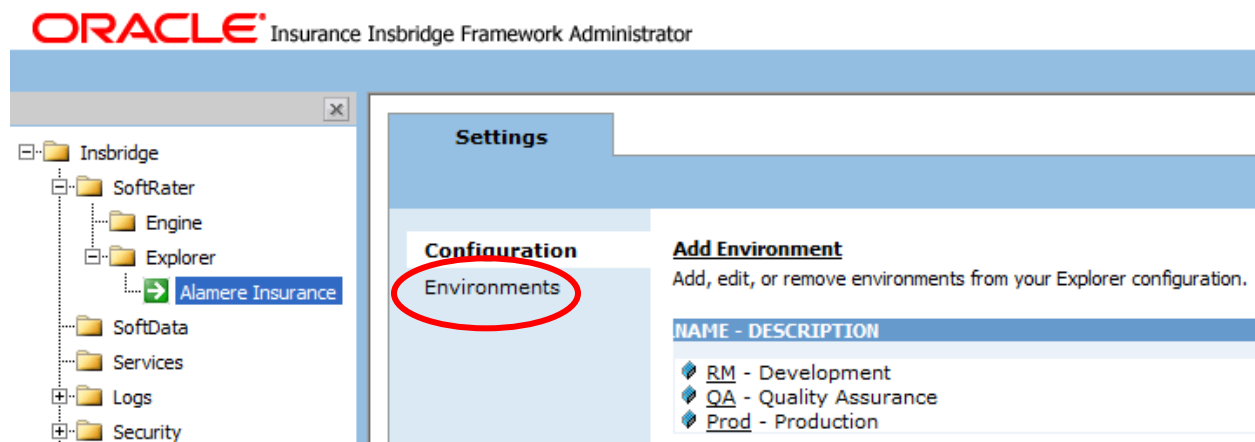 ORACLE Insurance Insbridge Framework Administrator
Insbridge
SoftRater
Engine
Explorer
Alamere Insurance
SoftData
Services
Logs
Security
Settings
Configuration
Environments
Add Environment
Add, edit, or remove environments from your Explorer configuration.
NAME - DESCRIPTION
RM - Development
QA - Quality Assurance
Prod - Production